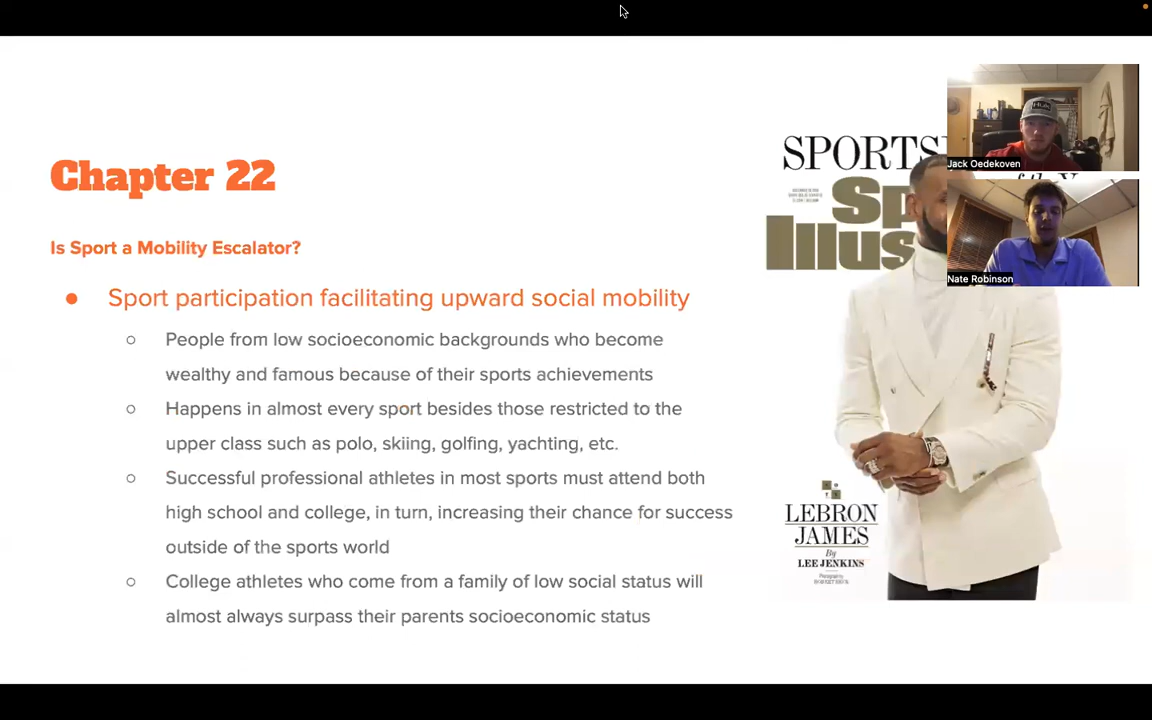 Chapter 22
Is Sport a Mobility Escalator?
● Sport participation facilitating upward social mobility
○ People from low socioeconomic backgrounds who become
wealthy and famous because of their sports achievements
○ Happens in almost every sport besides those restricted to the
upper class such as polo, skiing, golfing, yachting, etc.
○ Successful professional athletes in most sports must attend both
high school and college, in turn, increasing their chance for success
outside of the sports world
○ College athletes who come from a family of low social status will
almost always surpass their parents socioeconomic status
SPORTS
Sp
Illus
LEBRON
JAMES
By
LEE JENKINS
Jack Oedekoven
Nate Robinson